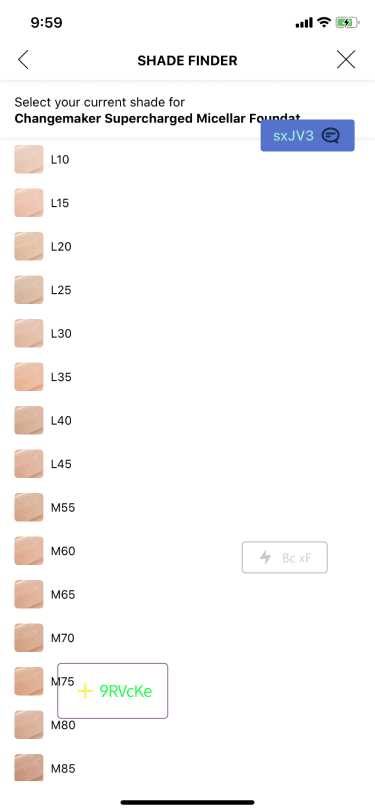 9:59
SHADE FINDER
Select your current shade for
Changemaker Supercharged Micellar Foundat
sxJV3
L10
L15
L20
L25
L30
L35
L40
L45
M55
M60
Bc xF
M65
M70
M75
9RVcKe
M80
M85